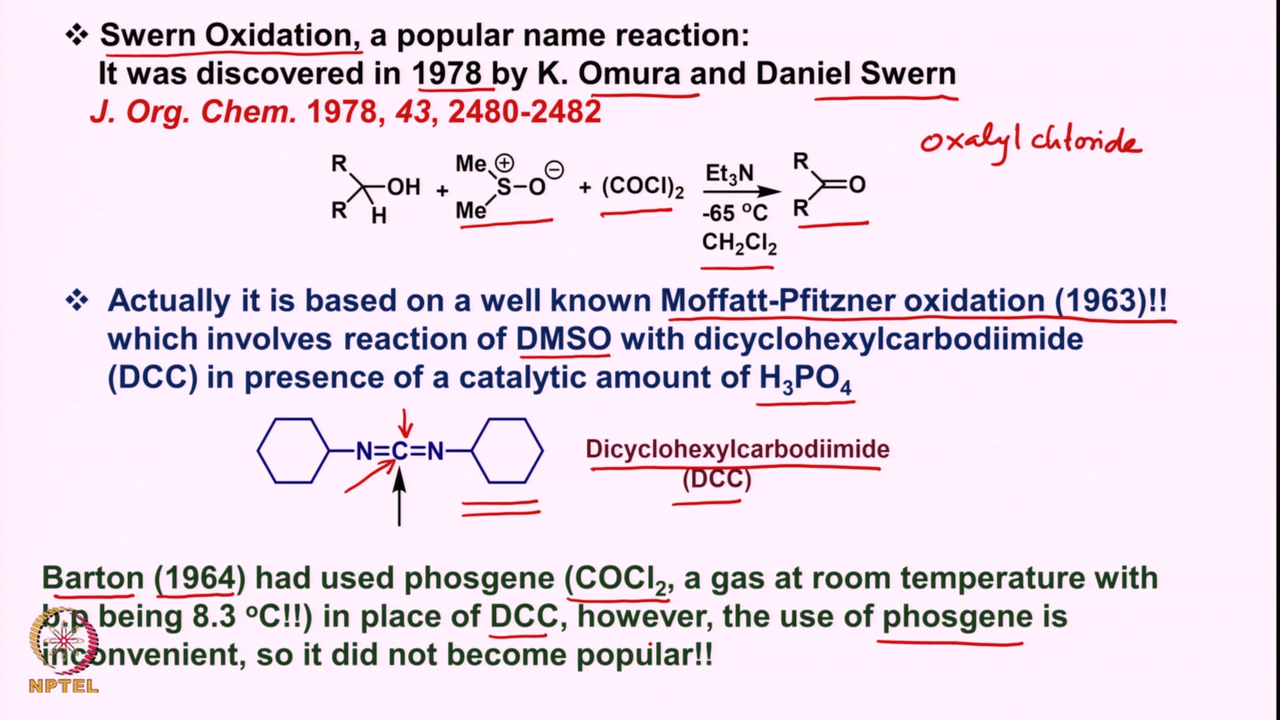 ❖ Swern Oxidation, a popular name reaction:
It was discovered in 1978 by K. Omura and Daniel Swern
J. Org. Chem. 1978, 43, 2480-2482
oxalyl chloride
R
R
OH
H
+
Me
Me
⊕
S–O
⊖
+ (COCl)₂
Et₃N
-65 ºC
CH₂Cl₂
R
R
=O
❖ Actually it is based on a well known Moffatt-Pfitzner oxidation (1963)!!
which involves reaction of DMSO with dicyclohexylcarbodiimide
(DCC) in presence of a catalytic amount of H₃PO₄
N=C=N
Dicyclohexylcarbodiimide
(DCC)
Barton (1964) had used phosgene (COCl₂, a gas at room temperature with
b.p being 8.3 ºC!!) in place of DCC, however, the use of phosgene is
inconvenient, so it did not become popular!!
NPTEL